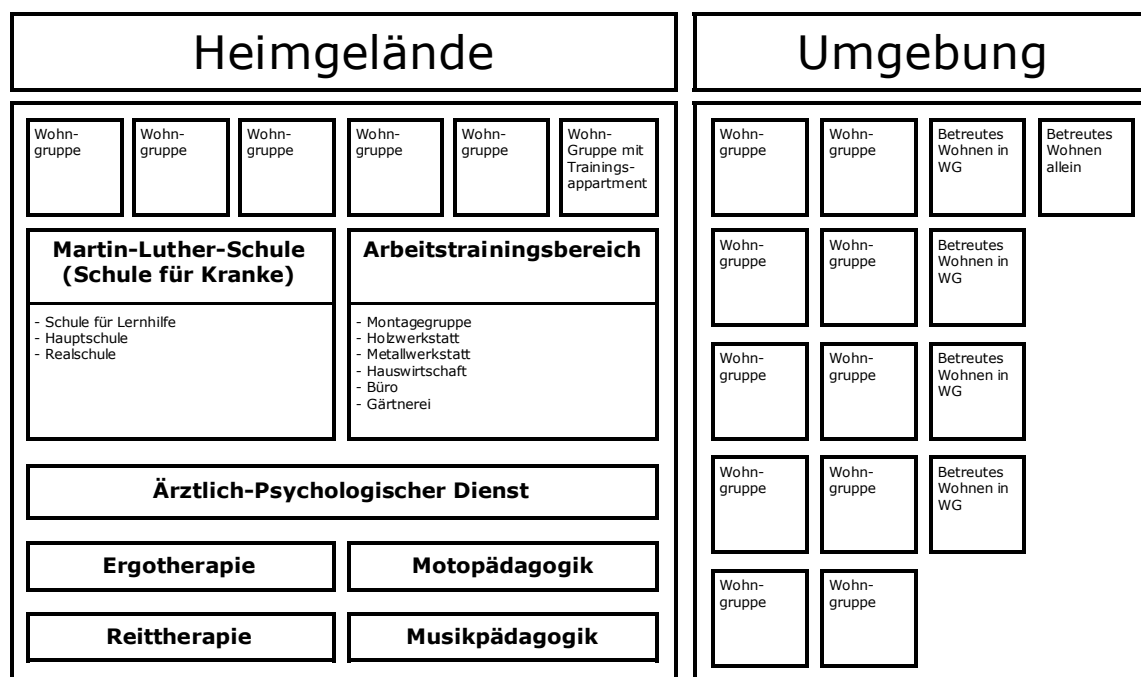 Heimgelände
Umgebung
Wohn-
gruppe
Wohn-
gruppe
Wohn-
gruppe
Wohn-
gruppe
Wohn-
gruppe
Wohn-
Gruppe mit
Trainings-
appartment
Martin-Luther-Schule
(Schule für Kranke)
- Schule für Lernhilfe
- Hauptschule
- Realschule
Arbeitstrainingsbereich
- Montagegruppe
- Holzwerkstatt
- Metallwerkstatt
- Hauswirtschaft
- Büro
- Gärtnerei
Ärztlich-Psychologischer Dienst
Ergotherapie
Motopädagogik
Reittherapie
Musikpädagogik
Wohn-
gruppe
Wohn-
gruppe
Betreutes
Wohnen in
WG
Betreutes
Wohnen
allein
Wohn-
gruppe
Wohn-
gruppe
Betreutes
Wohnen in
WG
Wohn-
gruppe
Wohn-
gruppe
Betreutes
Wohnen in
WG
Wohn-
gruppe
Wohn-
gruppe
Betreutes
Wohnen in
WG
Wohn-
gruppe
Wohn-
gruppe